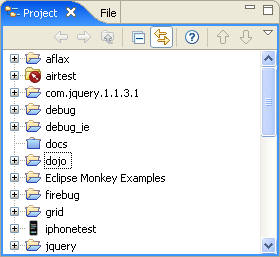 Project
aflax
airtest
com.jquery.1.1.3.1
debug
debug_ie
docs
dojo
Eclipse Monkey Examples
firebug
grid
iphonetest
jquery